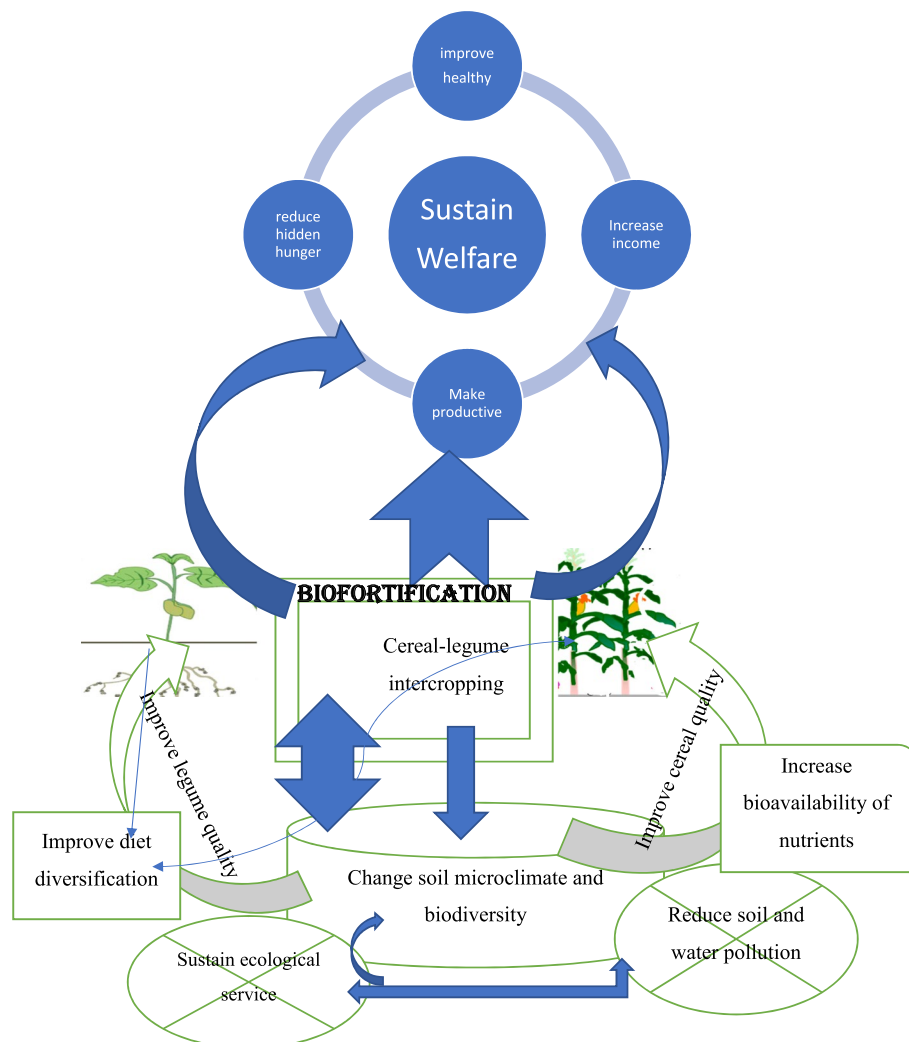 improve
healthy
Sustain
Welfare
reduce
hidden
hunger
Increase
income
Make
productive
BIOFORTIFICATION
Cereal-legume
intercropping
Improve legume quality
Improve cereal quality
Increase
bioavailability of
nutrients
Improve diet
diversification
Change soil microclimate and
biodiversity
Reduce soil and
water pollution
Sustain ecological
service